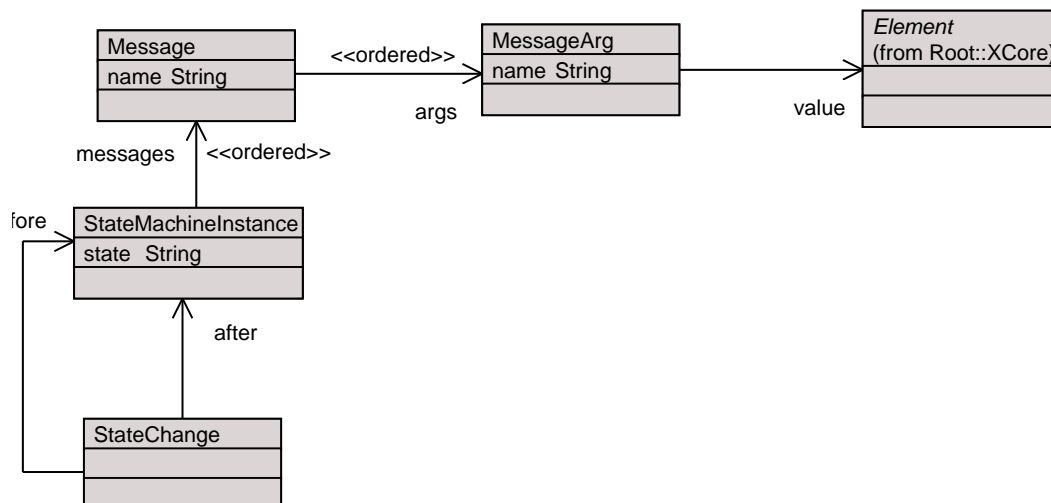 Message
name String
<<ordered>>
args
MessageArg
name String
value
Element
(from Root::XCore)
messages <<ordered>>
fore
StateMachineInstance
state String
after
StateChange